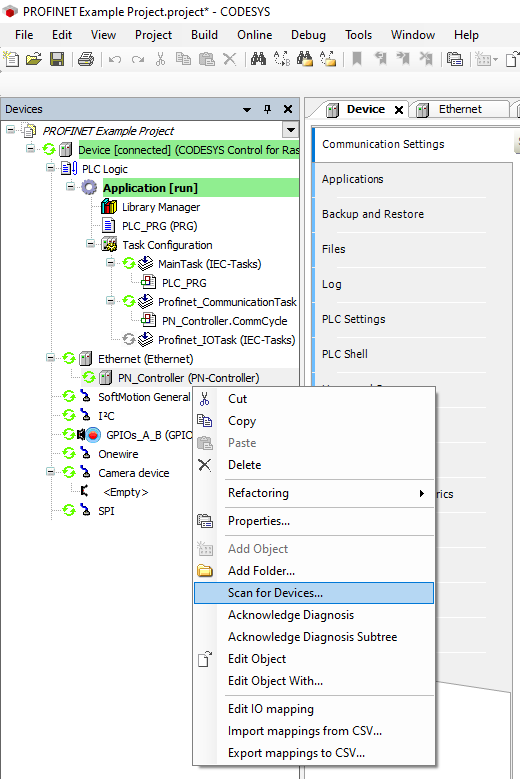 PROFINET Example Project.project* - CODESYS
File Edit View Project Build Online Debug Tools Window Help
Devices
PROFINET Example Project
Device [connected] (CODESYS Control for Ras
PLC Logic
Application [run]
Library Manager
PLC_PRG (PRG)
Task Configuration
MainTask (IEC-Tasks)
PLC_PRG
Profinet_CommunicationTask
PN_Controller.CommCycle
Profinet_IOTask (IEC-Tasks)
Ethernet (Ethernet)
PN_Controller (PN-Controller)
SoftMotion General
I²C
GPIOs_A_B (GPIO
Onewire
Camera device
<Empty>
SPI
Device Ethernet
Communication Settings
Applications
Backup and Restore
Files
Log
PLC Settings
PLC Shell
rics
Cut
Copy
Paste
Delete
Refactoring
Properties...
Add Object
Add Folder...
Scan for Devices...
Acknowledge Diagnosis
Acknowledge Diagnosis Subtree
Edit Object
Edit Object With...
Edit IO mapping
Import mappings from CSV...
Export mappings to CSV...